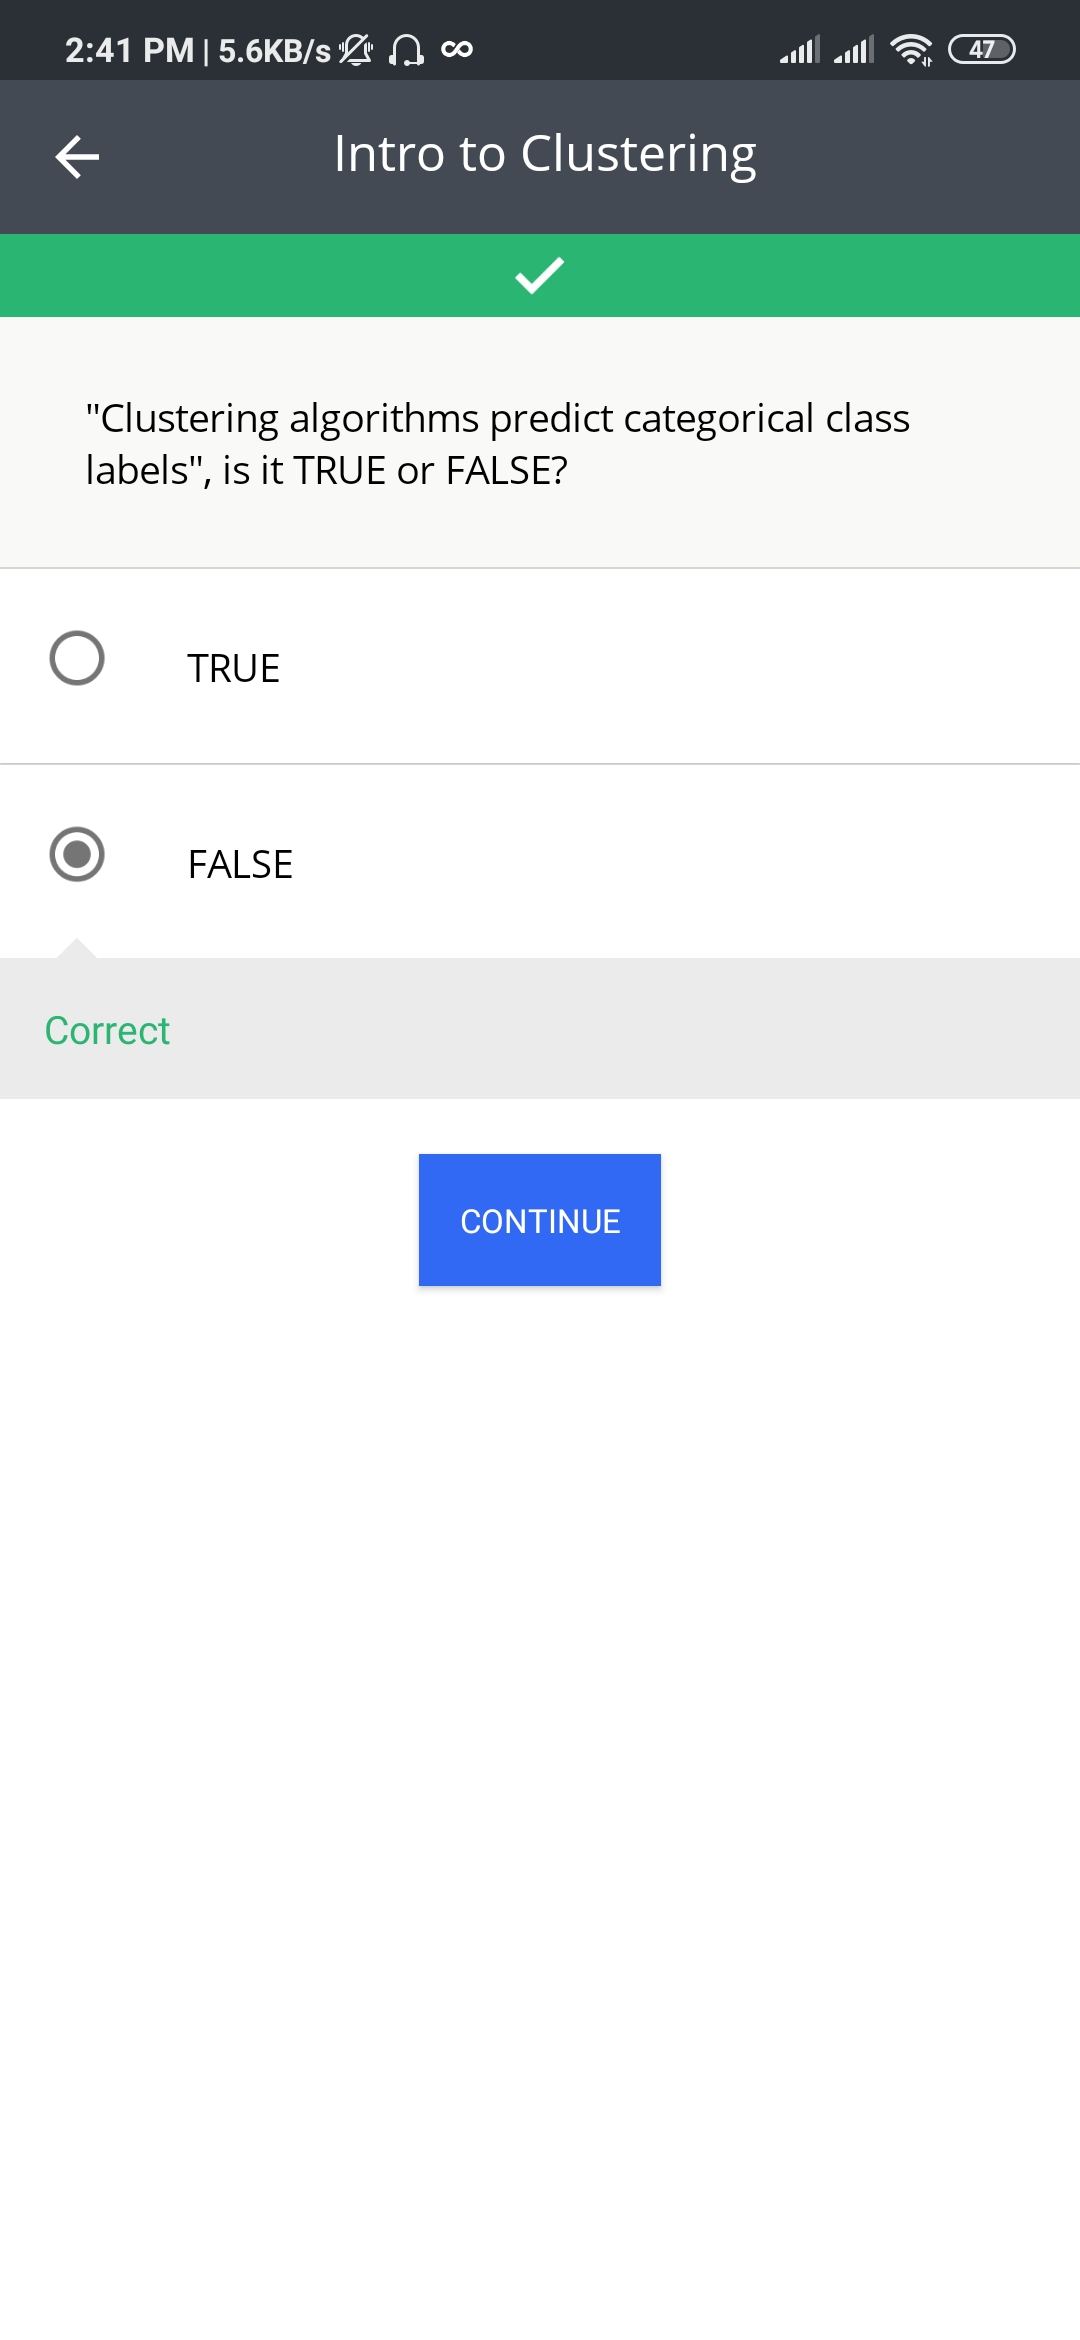 2:41 PM | 5.6KB/s
47
Intro to Clustering
"Clustering algorithms predict categorical class
labels", is it TRUE or FALSE?
TRUE
FALSE
Correct
CONTINUE